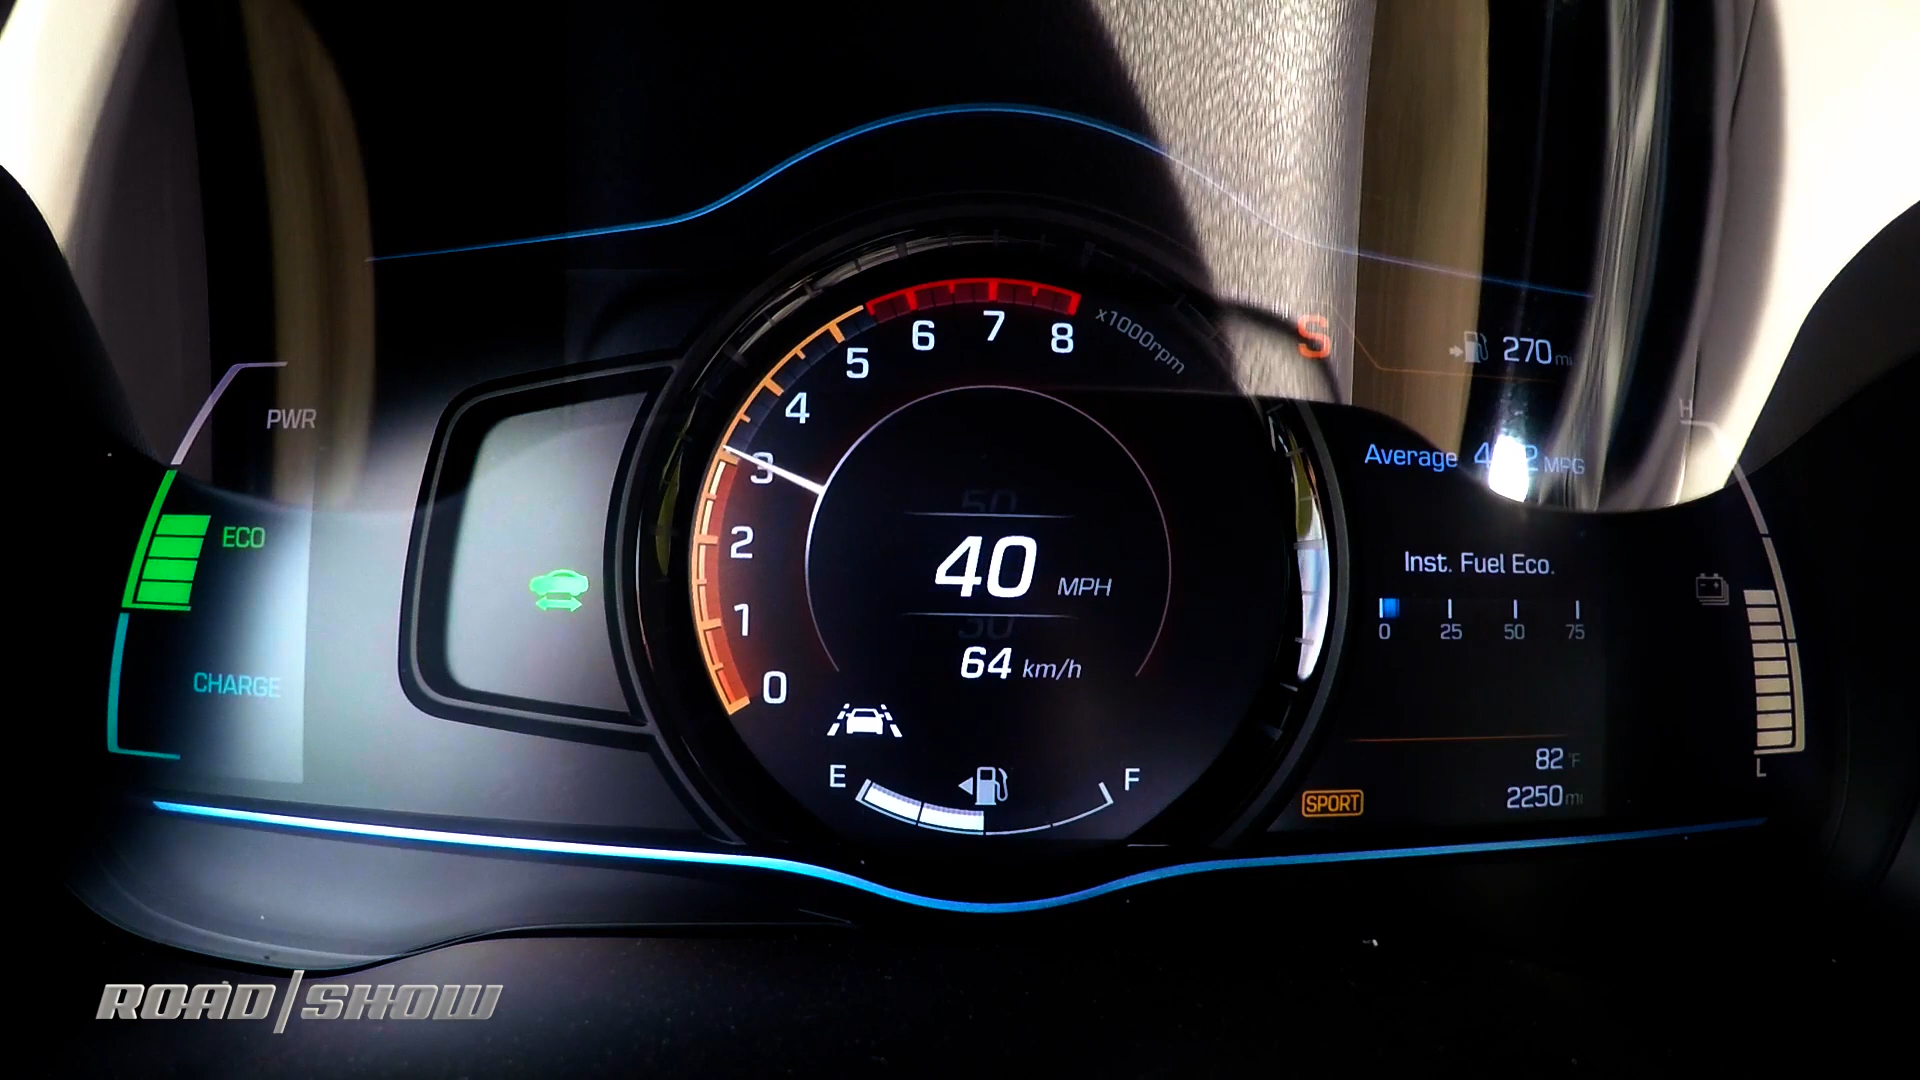 PWR
ECO
CHARGE
8
7
6
5
4
3
2
1
0
x1000rpm
50
40 MPH
30
64 km/h
E F
S
270 mi
Average MPG
Inst. Fuel Eco.
0 25 50 75
82 °F
SPORT 2250 mi
H
L
ROAD/SHOW